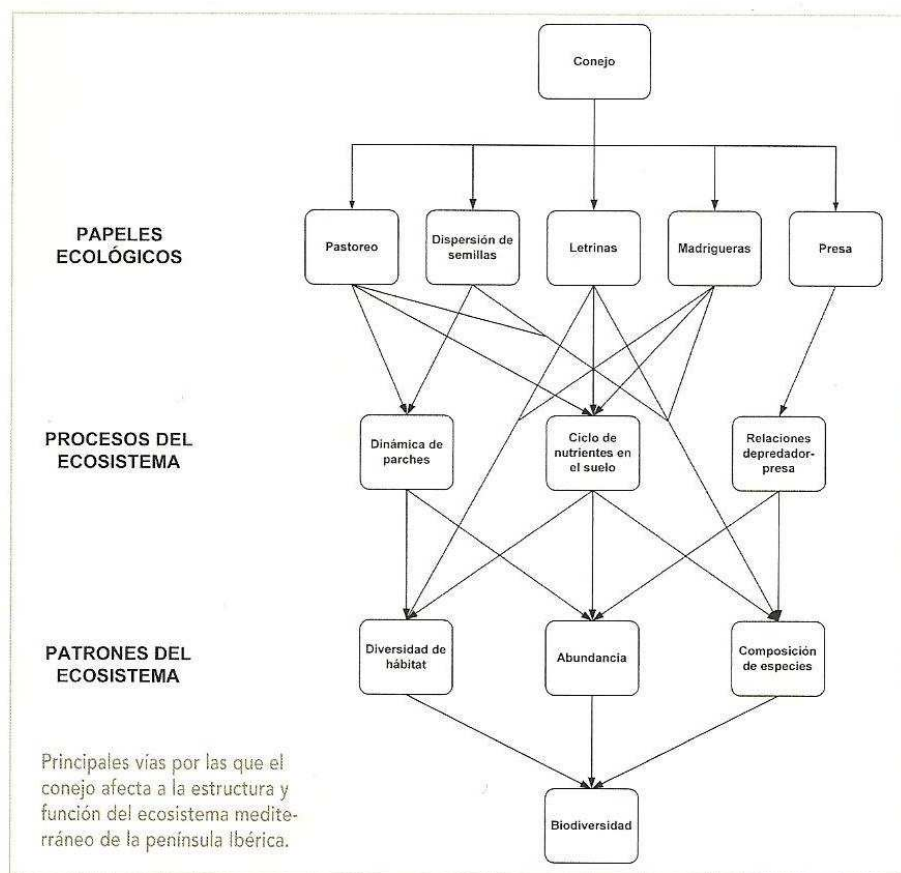 Conejo
PAPELES
ECOLÓGICOS
Pastoreo
Dispersión de
semillas
Letrinas
Madrigueras
Presa
PROCESOS DEL
ECOSISTEMA
Dinámica de
parches
Ciclo de
nutrientes en
el suelo
Relaciones
depredador-
presa
PATRONES DEL
ECOSISTEMA
Diversidad de
hábitat
Abundancia
Composición
de especies
Principales vías por las que el
conejo afecta a la estructura y
función del ecosistema medite-
rráneo de la península Ibérica.
Biodiversidad